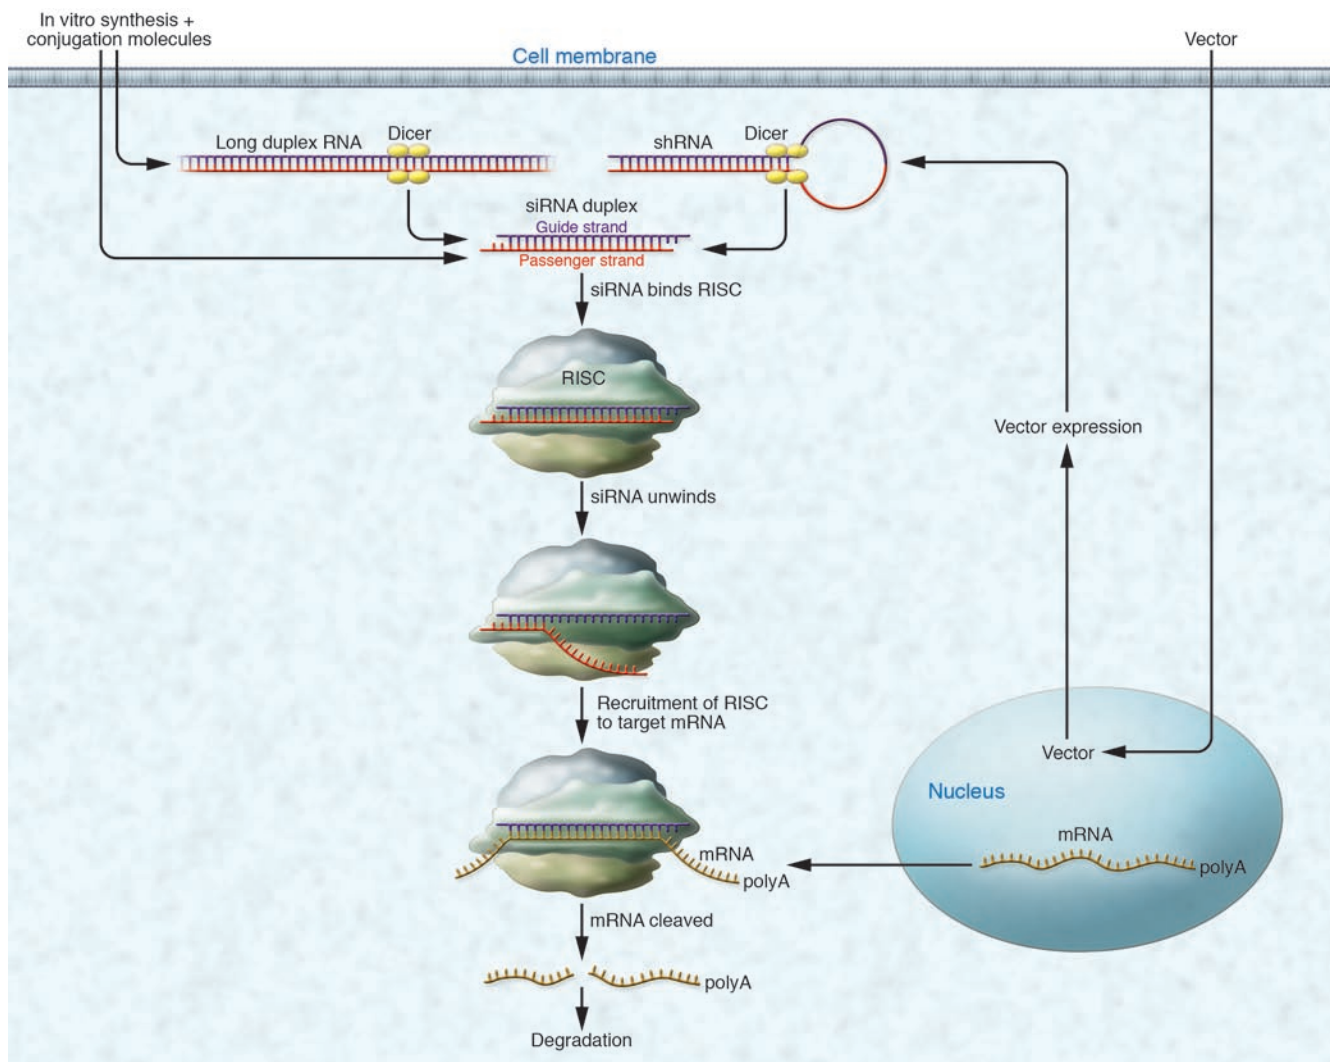 In vitro synthesis +
conjugation molecules
Cell membrane
Vector
Long duplex RNA
Dicer
shRNA
Dicer
siRNA duplex
Guide strand
Passenger strand
siRNA binds RISC
RISC
siRNA unwinds
Vector expression
Recruitment of RISC
to target mRNA
Vector
Nucleus
mRNA
polyA
mRNA
polyA
mRNA cleaved
polyA
Degradation